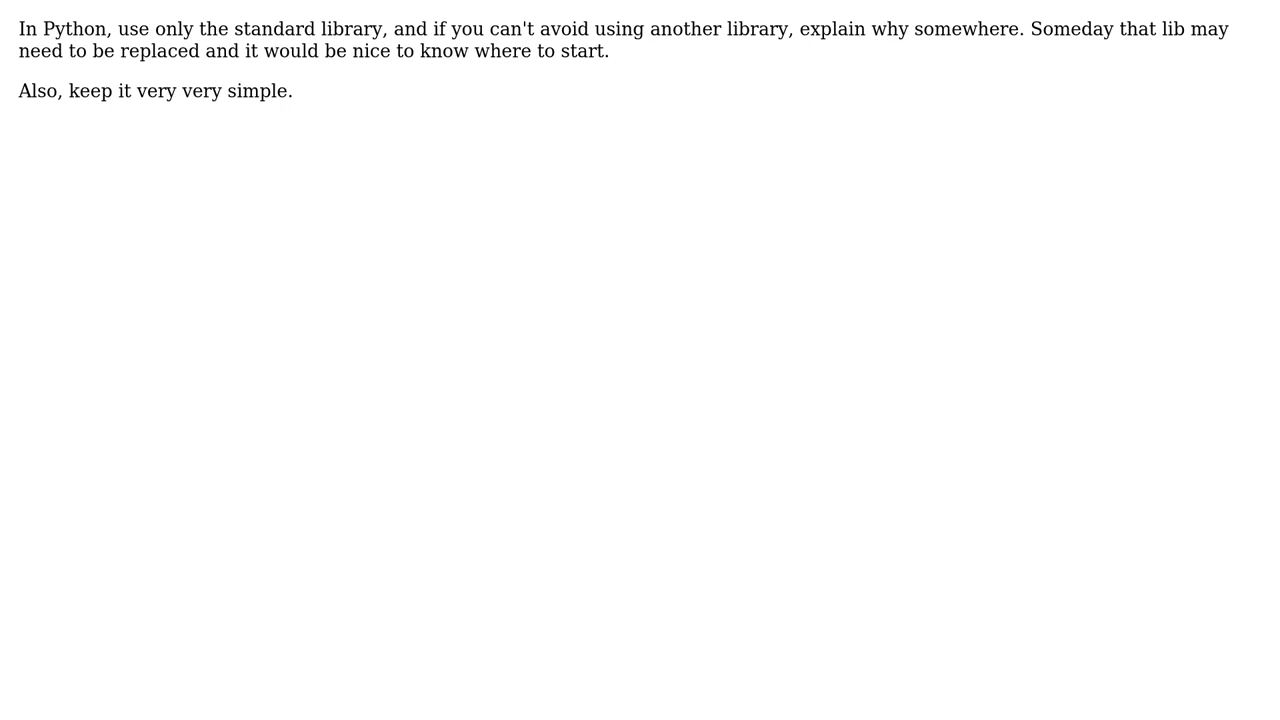 In Python, use only the standard library, and if you can't avoid using another library, explain why somewhere. Someday that lib may
need to be replaced and it would be nice to know where to start.
Also, keep it very very simple.